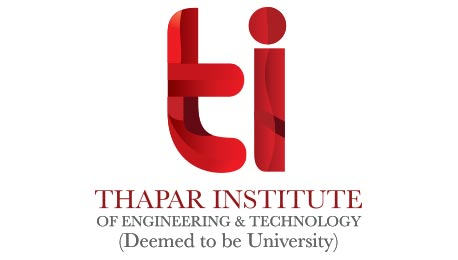 ti
THAPAR INSTITUTE
OF ENGINEERING & TECHNOLOGY
(Deemed to be University)